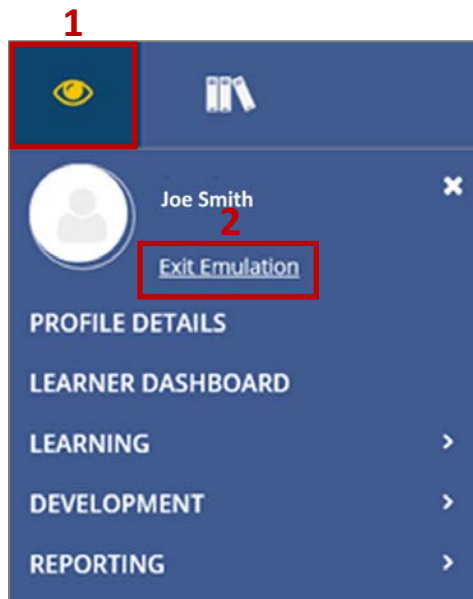 1
Joe Smith
2
Exit Emulation
PROFILE DETAILS
LEARNER DASHBOARD
LEARNING
DEVELOPMENT
REPORTING